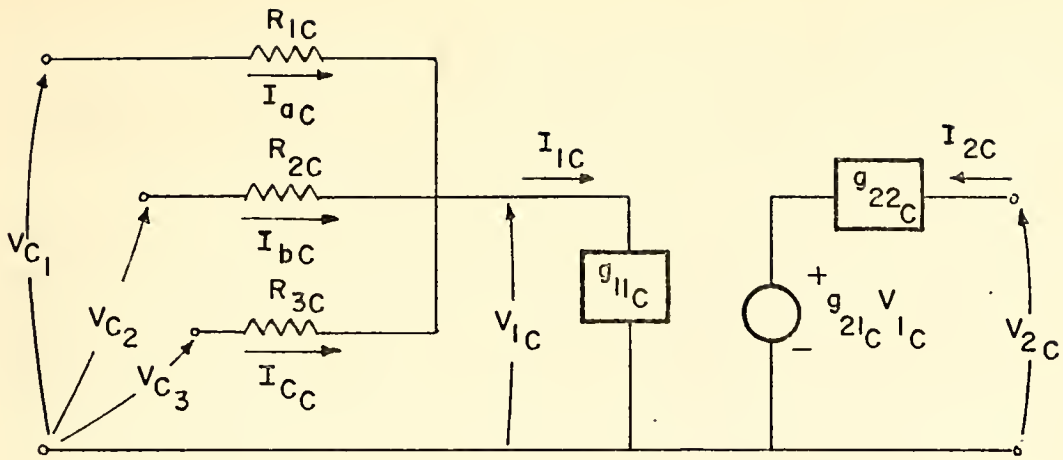 R1C
IaC
R2C
I1C
I2C
g22C
VC1
IbC
g11C
R3C
+
g21C V1C
VC2
V1C
V2C
VC3
ICC
−